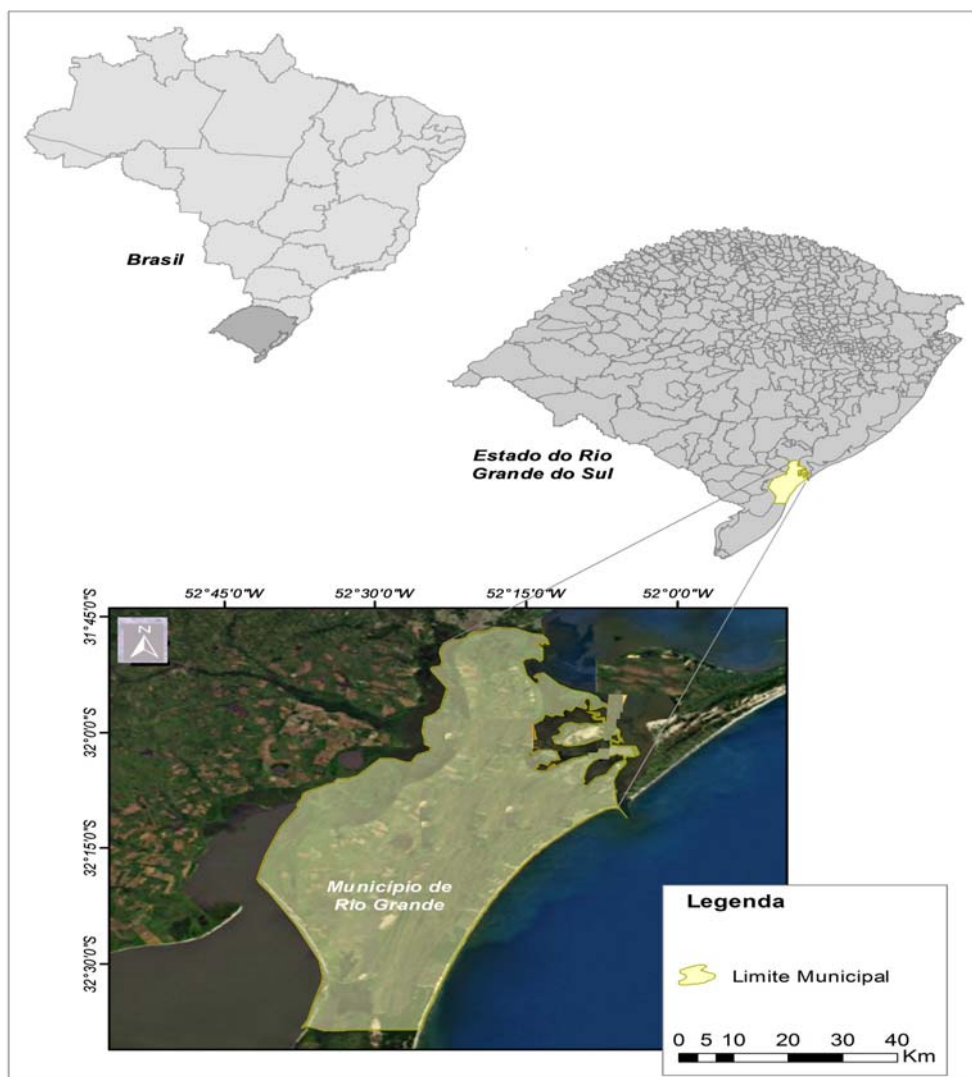 Brasil
Estado do Rio
Grande do Sul
52°45'0"W
52°30'0"W
52°15'0"W
52°0'0"W
31°45'0"S
32°0'0"S
32°15'0"S
32°30'0"S
N
Município de
Rio Grande
Legenda
Limite Municipal
0 5 10 20 30 40
Km